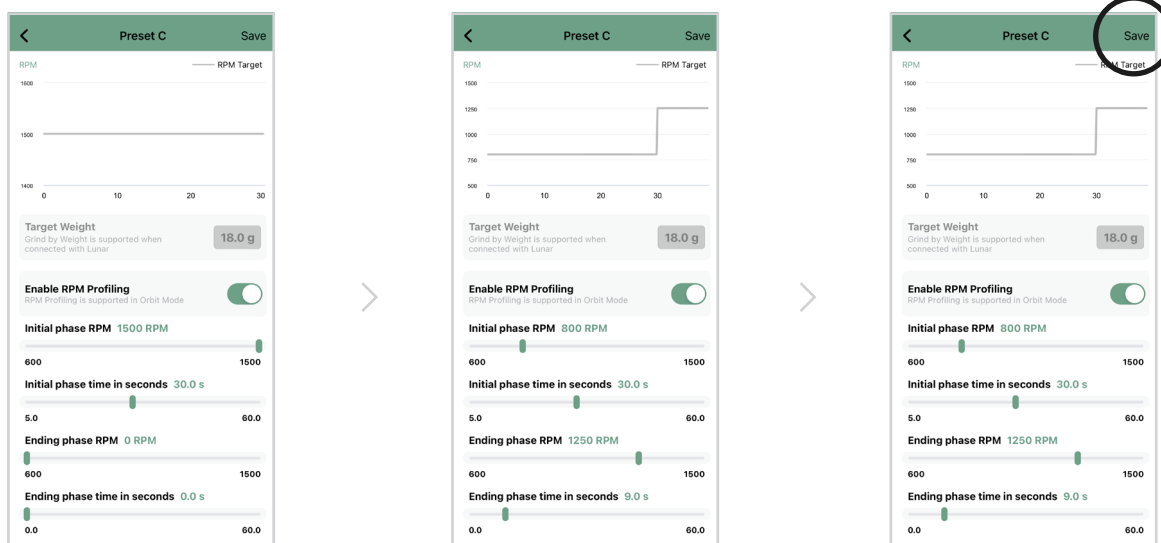 Preset C Save
RPM RPM Target
1600
1500
1400
0 10 20 30
Target Weight
Grind by Weight is supported when
connected with Lunar
18.0 g
Enable RPM Profiling
RPM Profiling is supported in Orbit Mode
Initial phase RPM 1500 RPM
600 1500
Initial phase time in seconds 30.0 s
5.0 60.0
Ending phase RPM 0 RPM
600 1500
Ending phase time in seconds 0.0 s
0.0 60.0
Preset C Save
RPM RPM Target
1500
1250
1000
750
500
0 10 20 30
Target Weight
Grind by Weight is supported when
connected with Lunar
18.0 g
Enable RPM Profiling
RPM Profiling is supported in Orbit Mode
Initial phase RPM 800 RPM
600 1500
Initial phase time in seconds 30.0 s
5.0 60.0
Ending phase RPM 1250 RPM
600 1500
Ending phase time in seconds 9.0 s
0.0 60.0
Preset C Save
RPM RPM Target
1500
1250
1000
750
500
0 10 20 30
Target Weight
Grind by Weight is supported when
connected with Lunar
18.0 g
Enable RPM Profiling
RPM Profiling is supported in Orbit Mode
Initial phase RPM 800 RPM
600 1500
Initial phase time in seconds 30.0 s
5.0 60.0
Ending phase RPM 1250 RPM
600 1500
Ending phase time in seconds 9.0 s
0.0 60.0